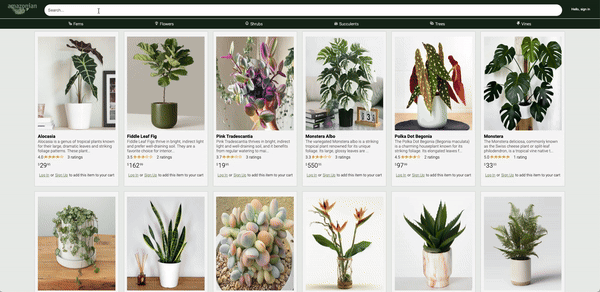 amazonian
Search...
Hello, sign in
Ferns
Flowers
Shrubs
Succulents
Trees
Vines
Alocasia
Alocasia is a genus of tropical plants known
for their large, dramatic leaves and striking
foliage patterns. These plant...
4.0 3 ratings
$29
Log In or Sign Up to add this item to your cart
Fiddle Leaf Fig
Fiddle Leaf Figs thrive in bright, indirect light
and prefer well-draining soil. They are a
favorite choice for interior.
3.5 2 ratings
$162
Log In or Sign Up to add this item to your cart
Pink Tradescantia
Pink Tradescantia thrives in bright, indirect
light and well-draining soil, and it benefits
from regular watering to mai...
3.7 3 ratings
$19
Log In or Sign Up to add this item to your cart
Monstera Albo
The variegated Monstera Albo is a striking
tropical plant renowned for its unique
foliage. Its large, glossy leaves are ...
3.3 3 ratings
$550
Log In or Sign Up to add this item to your cart
Polka Dot Begonia
The Polka Dot Begonia (Begonia maculata)
is a charming houseplant known for its
striking foliage. Its elongated leaves f...
3.5 2 ratings
$97
Log In or Sign Up to add this item to your cart
Monstera
The Monstera deliciosa, commonly known
as the Swiss cheese plant or split-leaf
philodendron, is a tropical vine native t...
5.0 1 rating
$33
Log In or Sign Up to add this item to your cart